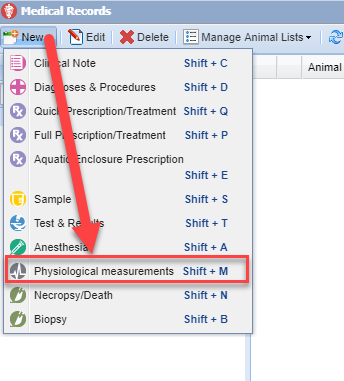 Medical Records
New Edit Delete Manage Animal Lists
Animal
Clinical Note Shift + C
Diagnoses & Procedures Shift + D
Quick Prescription/Treatment Shift + Q
Full Prescription/Treatment Shift + P
Aquatic Enclosure Prescription
Shift + E
Sample Shift + S
Test & Results Shift + T
Anesthesia Shift + A
Physiological measurements Shift + M
Necropsy/Death Shift + N
Biopsy Shift + B